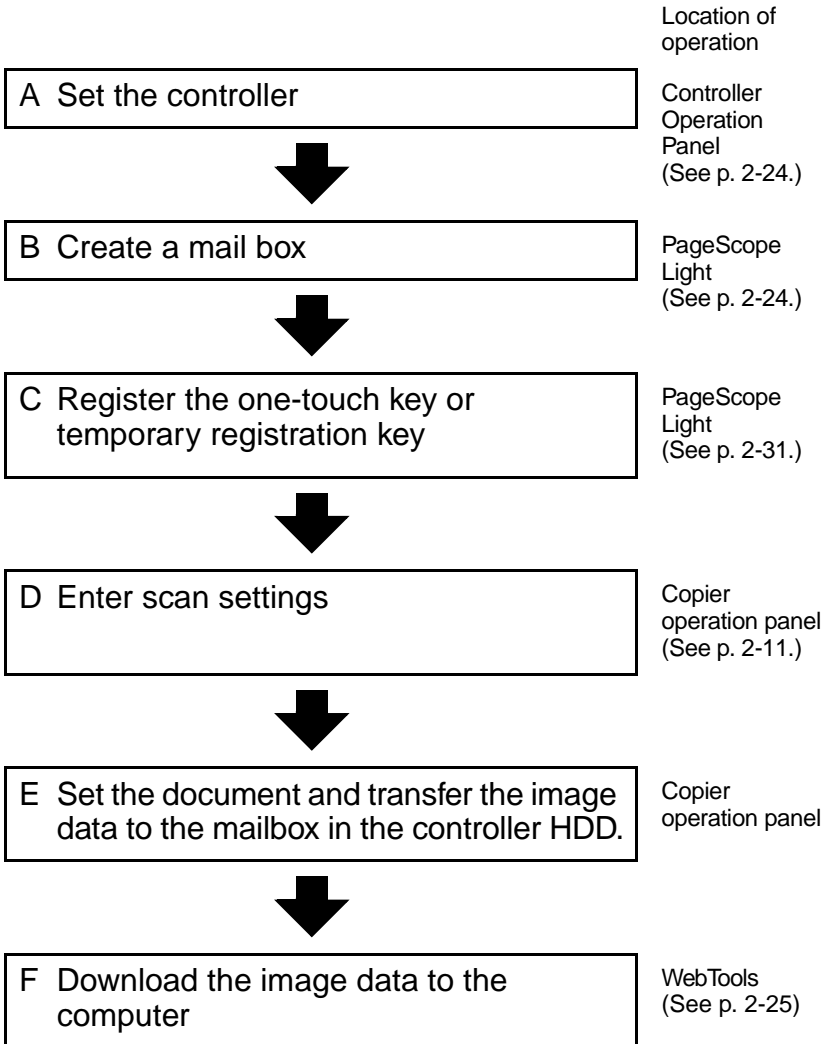 Location of
operation
A Set the controller
Controller
Operation
Panel
(See p. 2-24.)
B Create a mail box
PageScope
Light
(See p. 2-24.)
C Register the one-touch key or
temporary registration key
PageScope
Light
(See p. 2-31.)
D Enter scan settings
Copier
operation panel
(See p. 2-11.)
E Set the document and transfer the image
data to the mailbox in the controller HDD.
Copier
operation panel
F Download the image data to the
computer
WebTools
(See p. 2-25)